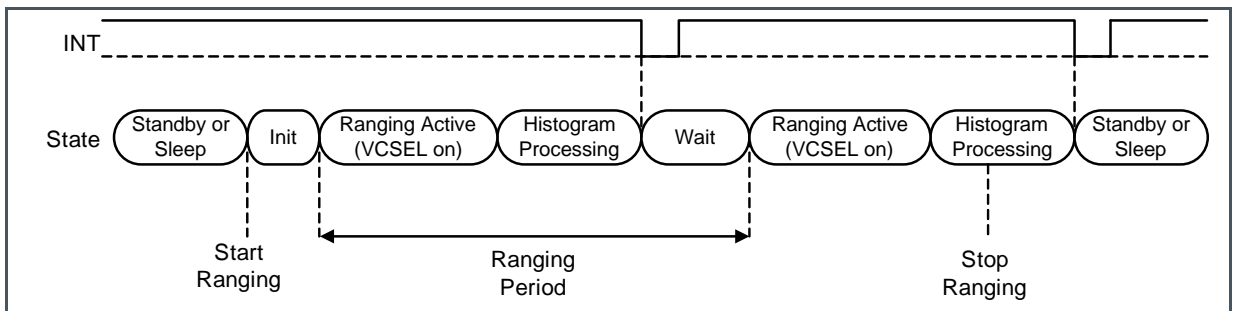 INT
State
Standby or
Sleep
Init
Ranging Active
(VCSEL on)
Histogram
Processing
Wait
Ranging Active
(VCSEL on)
Histogram
Processing
Standby or
Sleep
Start
Ranging
Ranging
Period
Stop
Ranging